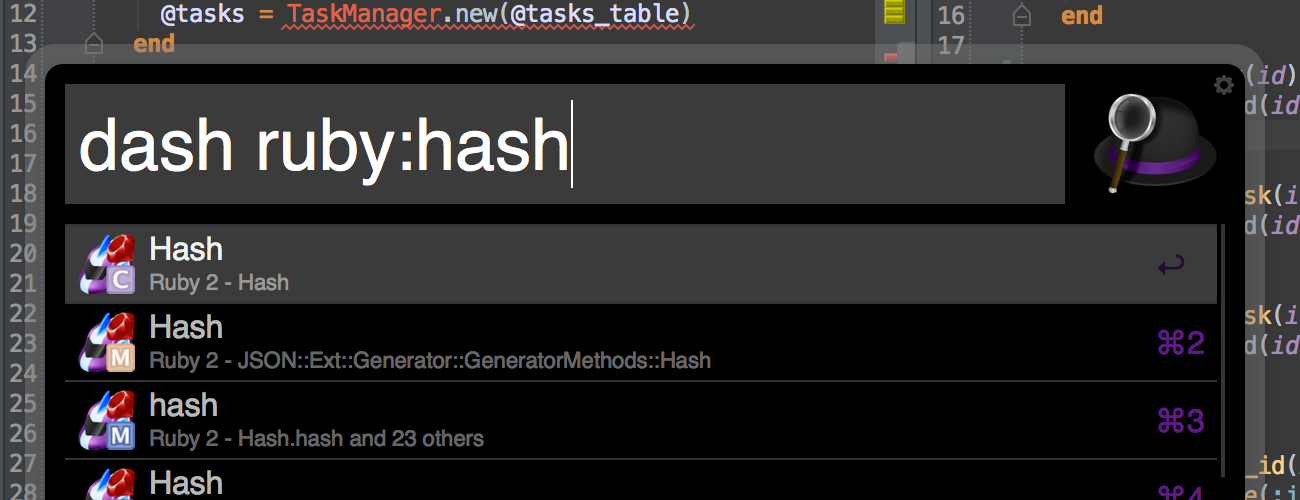 12 @tasks = TaskManager.new(@tasks_table)
13 end
14
15
16
17
18
19
20
21
22
23
24
25
26
27
28
dash ruby:hash
Hash
Ruby 2 - Hash
Hash
Ruby 2 - JSON::Ext::Generator::GeneratorMethods::Hash
⌘2
hash
Ruby 2 - Hash.hash and 23 others
⌘3
Hash
⌘4
16 end
17
(id)
d(id
sk(i
d(id
sk(i
d(id
_id(
e(:i